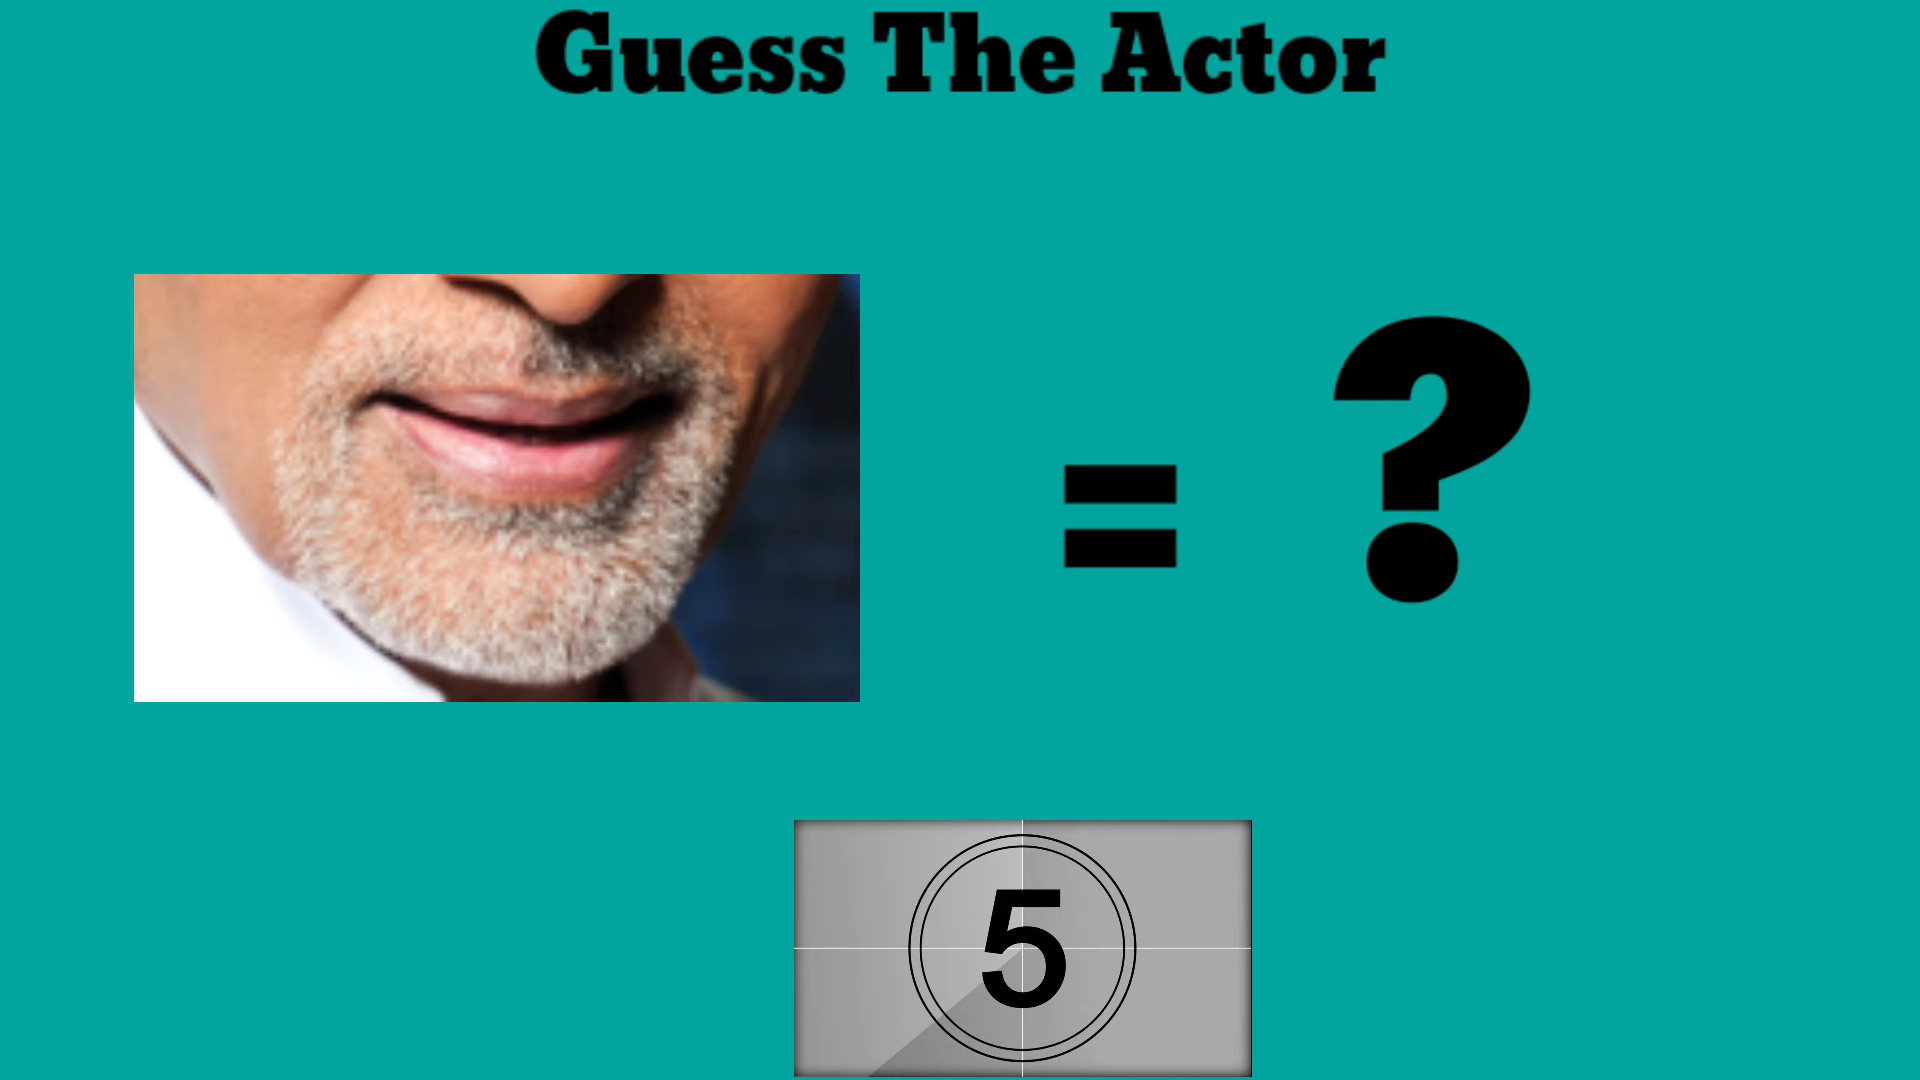 Guess The Actor
= ?
5